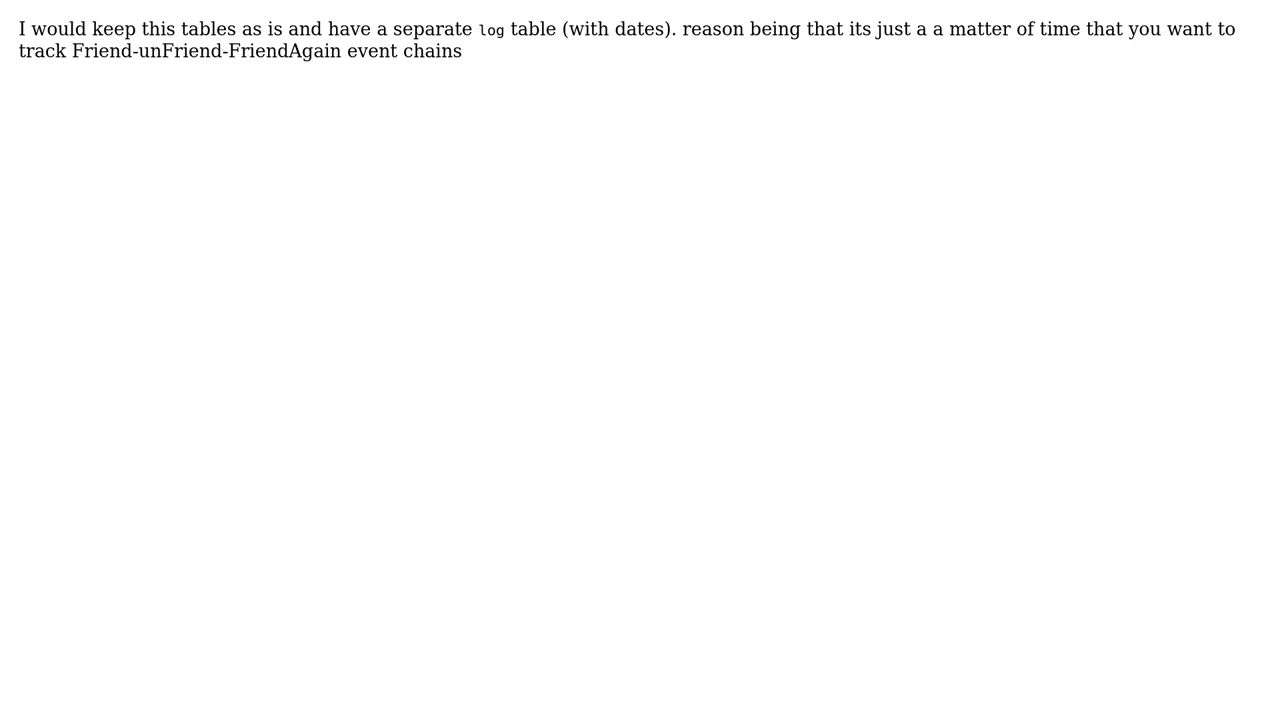 I would keep this tables as is and have a separate log table (with dates). reason being that its just a a matter of time that you want to
track Friend-unFriend-FriendAgain event chains